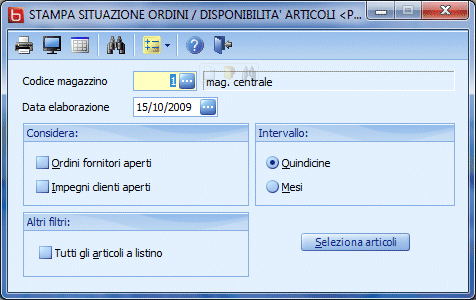 STAMPA SITUAZIONE ORDINI / DISPONIBILITA' ARTICOLI <P...
Codice magazzino 1 ... mag. centrale
Data elaborazione 15/10/2009 ...
Considera:
Intervallo:
Ordini fornitori aperti
Quindicine
Impegni clienti aperti
Mesi
Altri filtri:
Tutti gli articoli a listino
Seleziona articoli